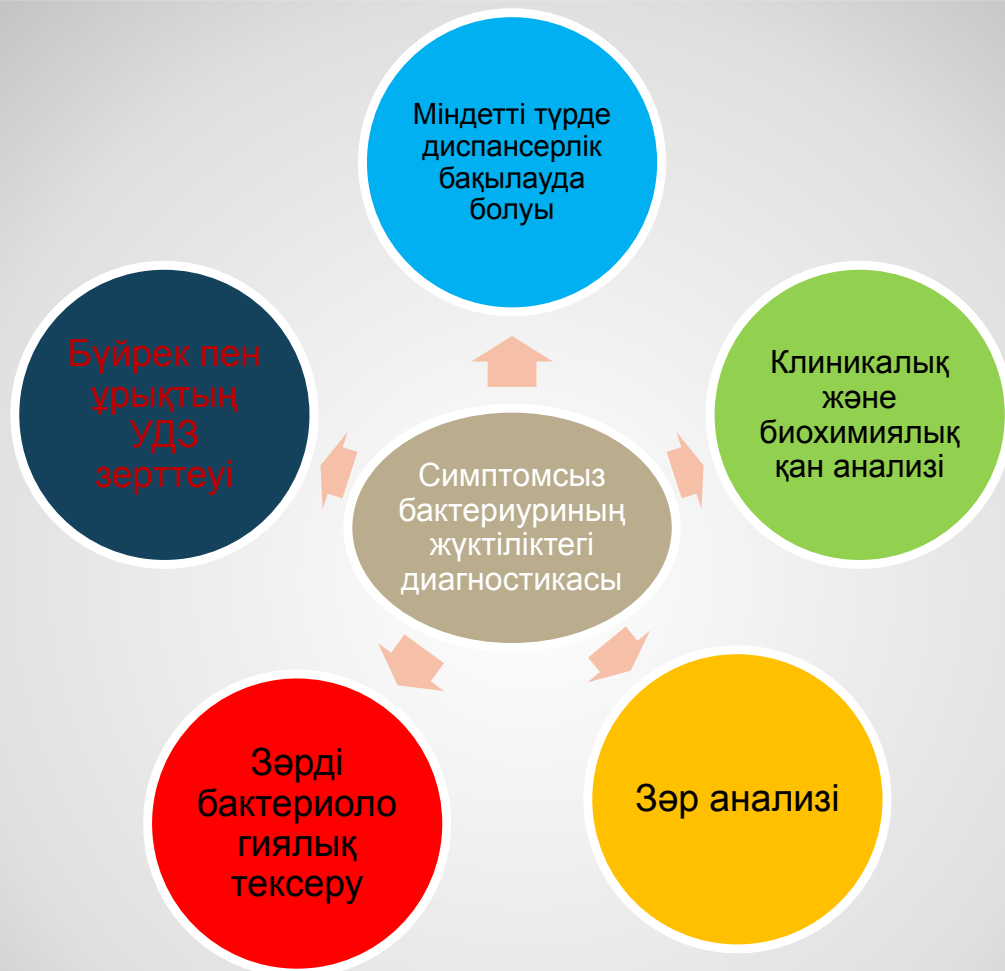 Міндетті түрде
диспансерлік
бақылауда
болуы
Бүйрек пен
ұрықтың
УДЗ
зерттеуі
Клиникалық
және
биохимиялық
қан анализі
Симптомсыз
бактериуриның
жүктіліктегі
диагностикасы
Зәрді
бактериоло
гиялық
тексеру
Зәр анализі